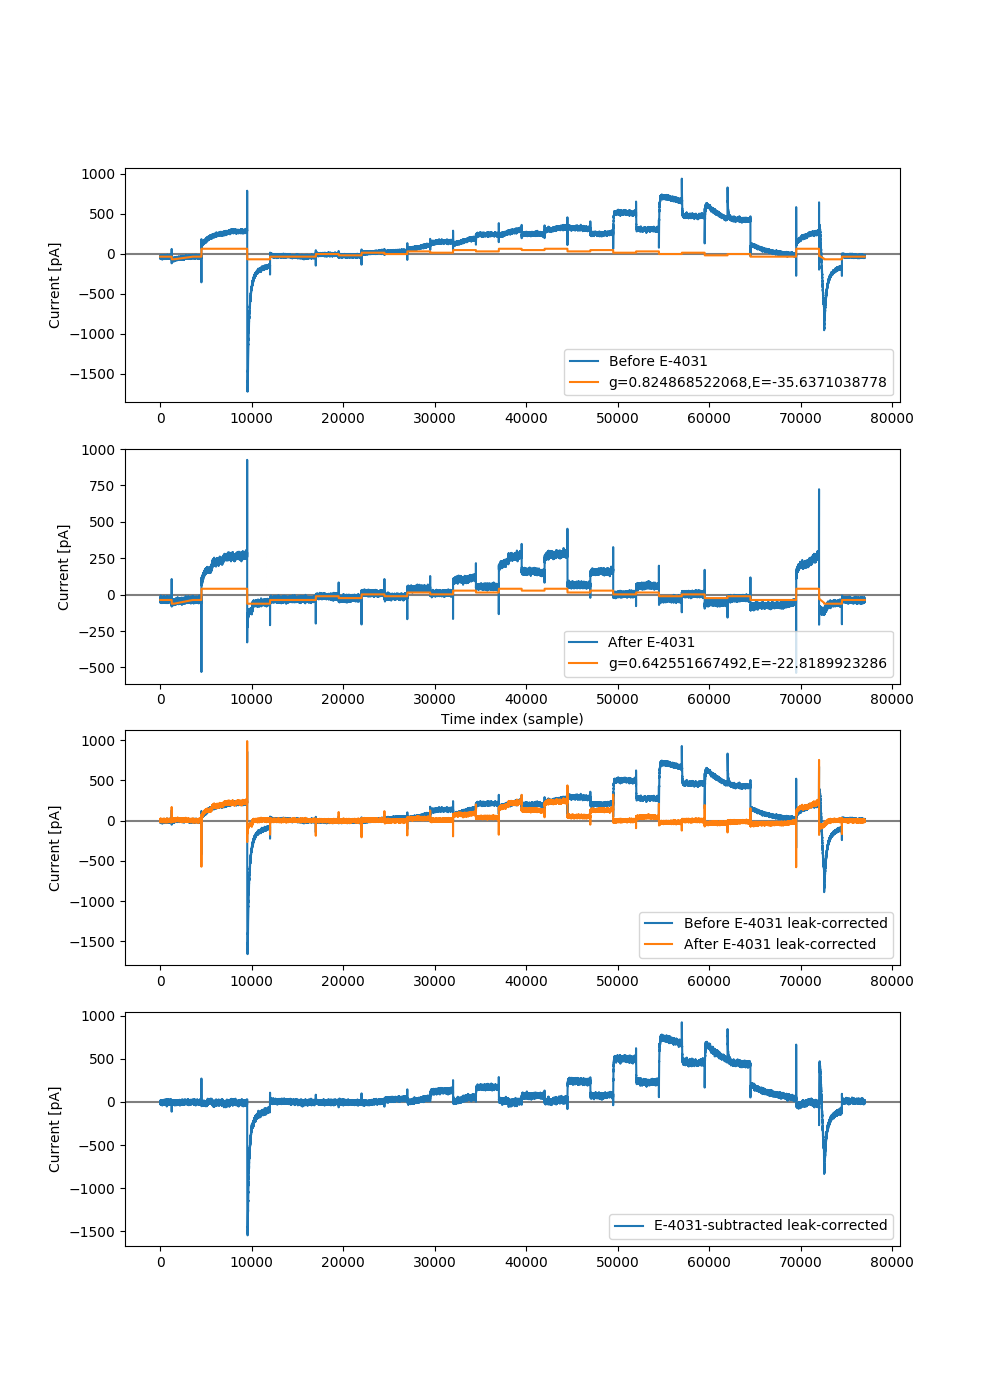 1000
500
0
−500
−1000
−1500
Current [pA]
0 10000 20000 30000 40000 50000 60000 70000 80000
Before E-4031
g=0.824868522068,E=-35.6371038778
1000
750
500
250
0
−250
−500
Current [pA]
0 10000 20000 30000 40000 50000 60000 70000 80000
Time index (sample)
After E-4031
g=0.642551667492,E=-22.8189923286
1000
500
0
−500
−1000
−1500
Current [pA]
0 10000 20000 30000 40000 50000 60000 70000 80000
Before E-4031 leak-corrected
After E-4031 leak-corrected
1000
500
0
−500
−1000
−1500
Current [pA]
0 10000 20000 30000 40000 50000 60000 70000 80000
E-4031-subtracted leak-corrected